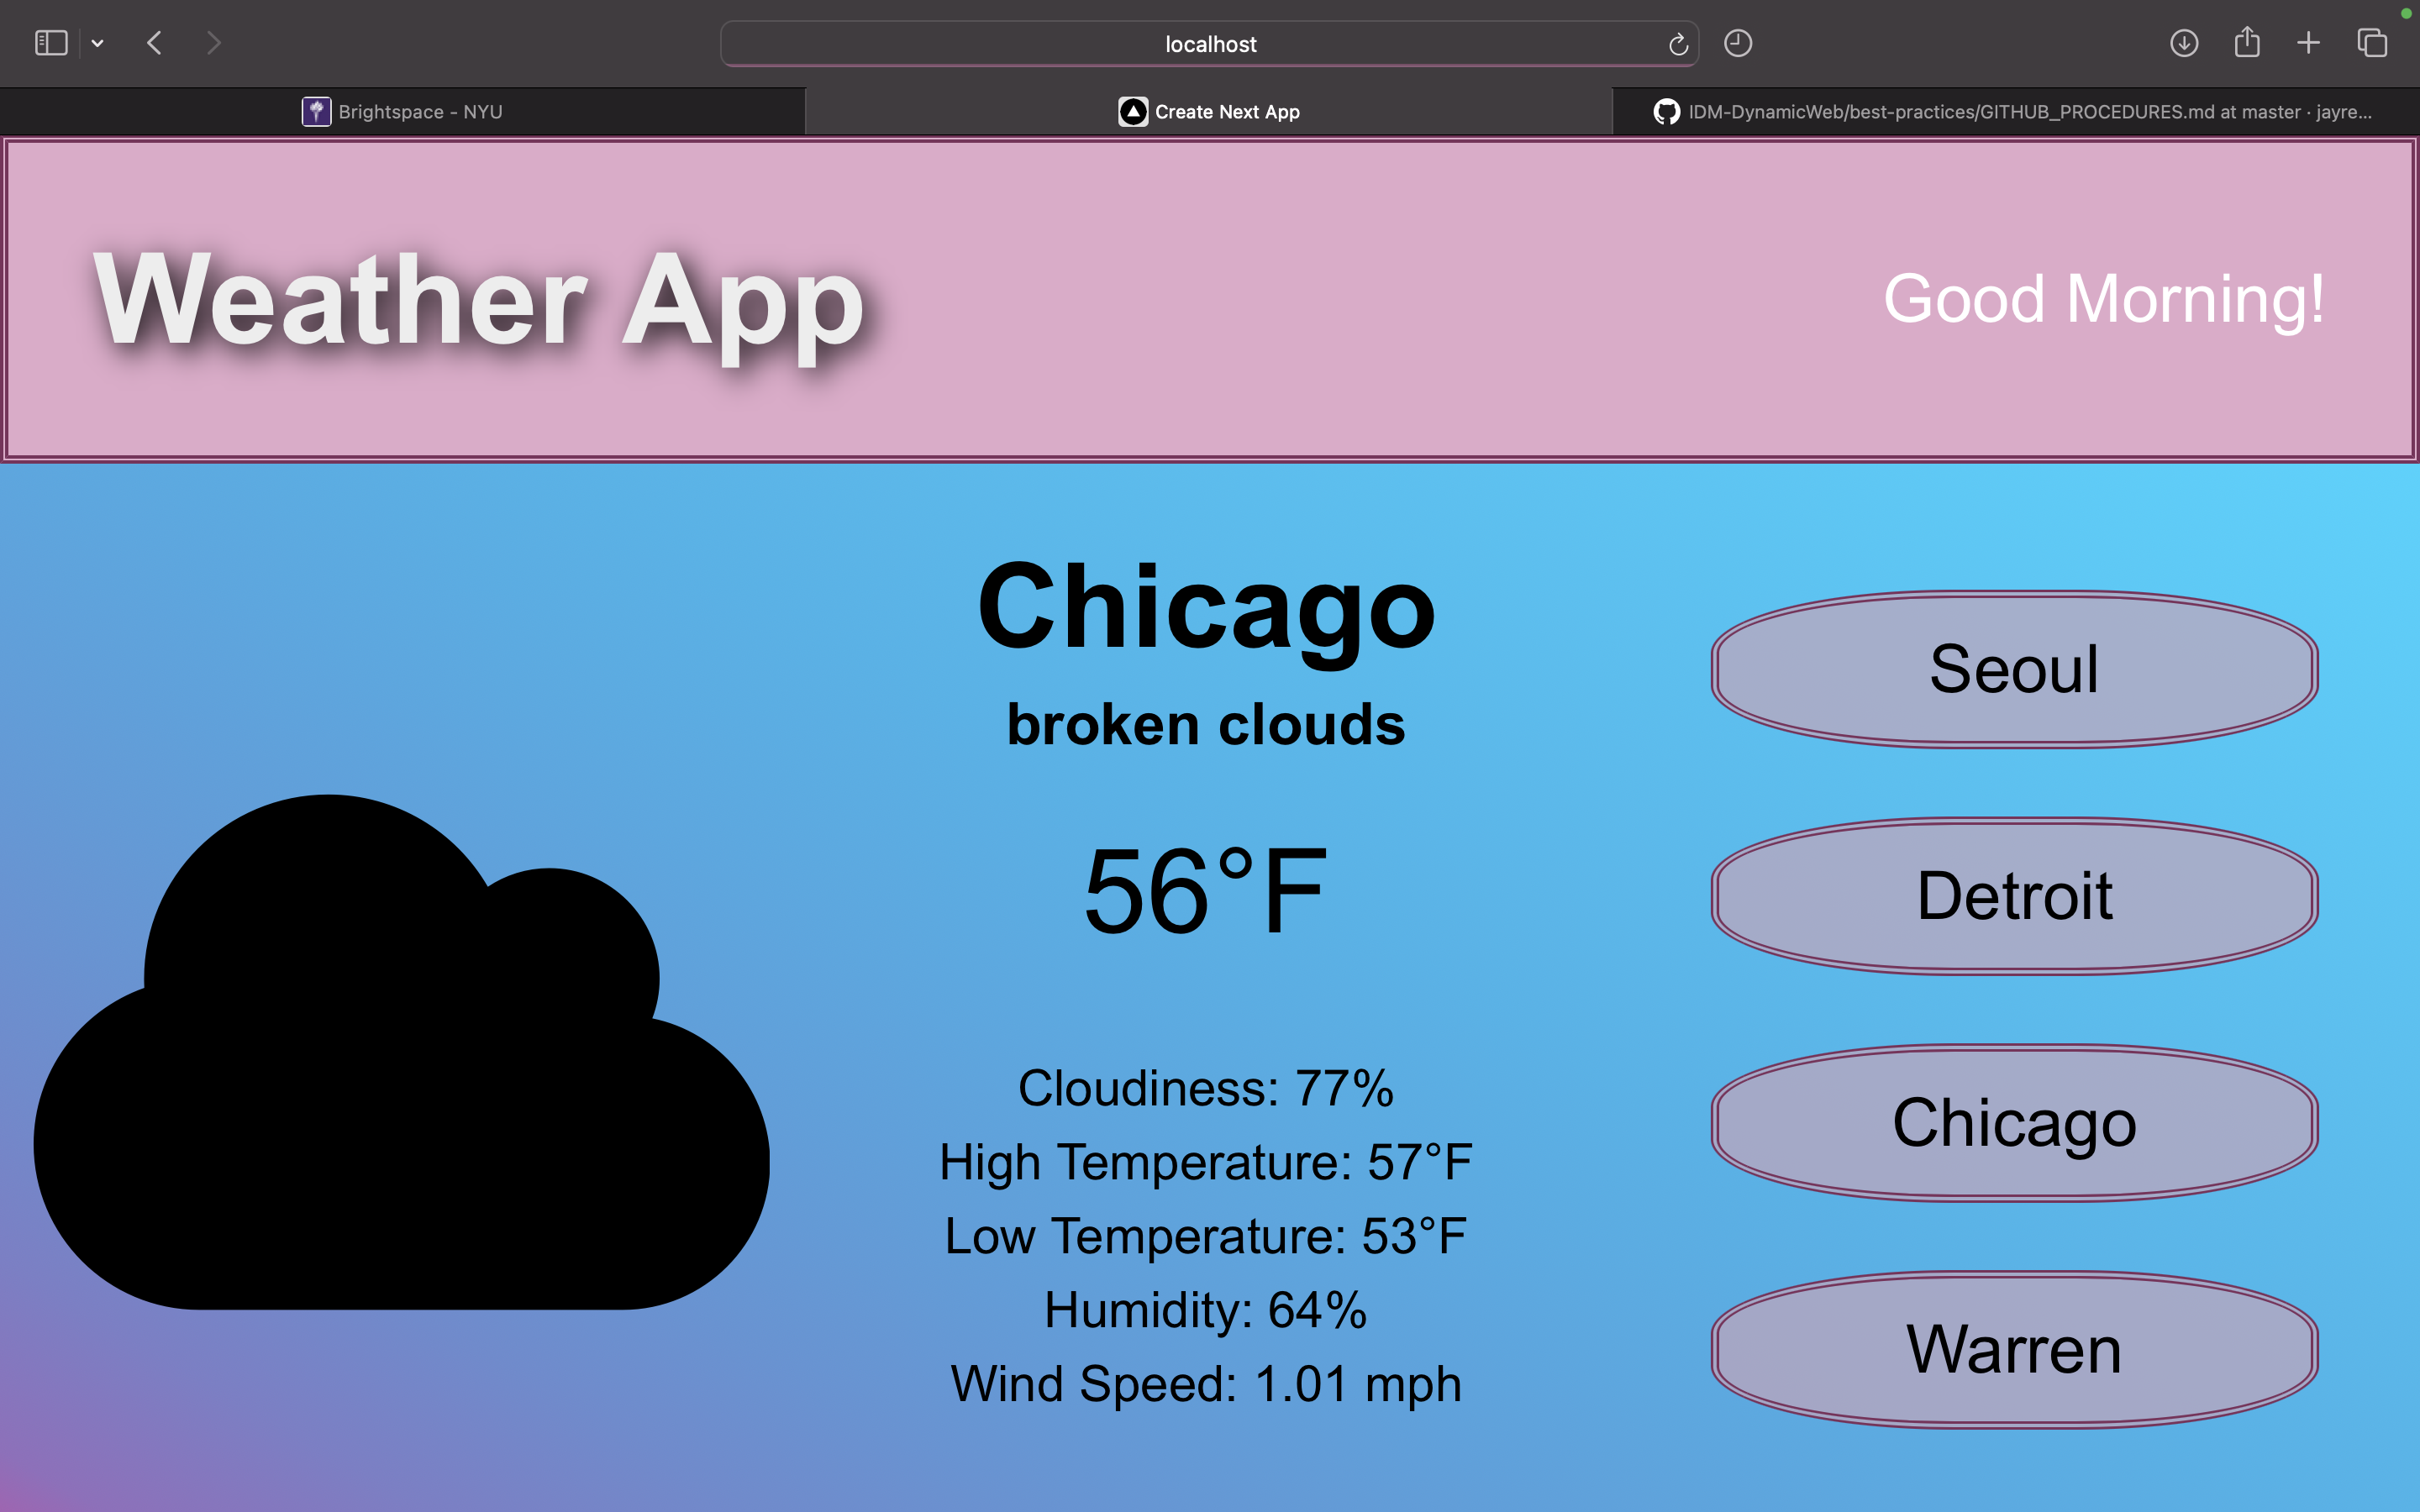 localhost
Brightspace - NYU
Create Next App
IDM-DynamicWeb/best-practices/GITHUB_PROCEDURES.md at master · jayre...
Weather App
Good Morning!
Chicago
broken clouds
56°F
Cloudiness: 77%
High Temperature: 57°F
Low Temperature: 53°F
Humidity: 64%
Wind Speed: 1.01 mph
Seoul
Detroit
Chicago
Warren